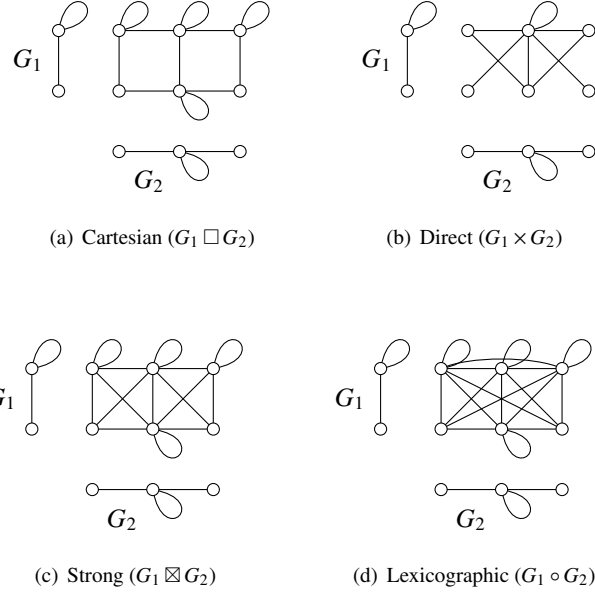 G₁
G₂
(a) Cartesian (G₁ □ G₂)
G₁
G₂
(b) Direct (G₁ × G₂)
G₁
G₂
(c) Strong (G₁ ⊠ G₂)
G₁
G₂
(d) Lexicographic (G₁ ∘ G₂)